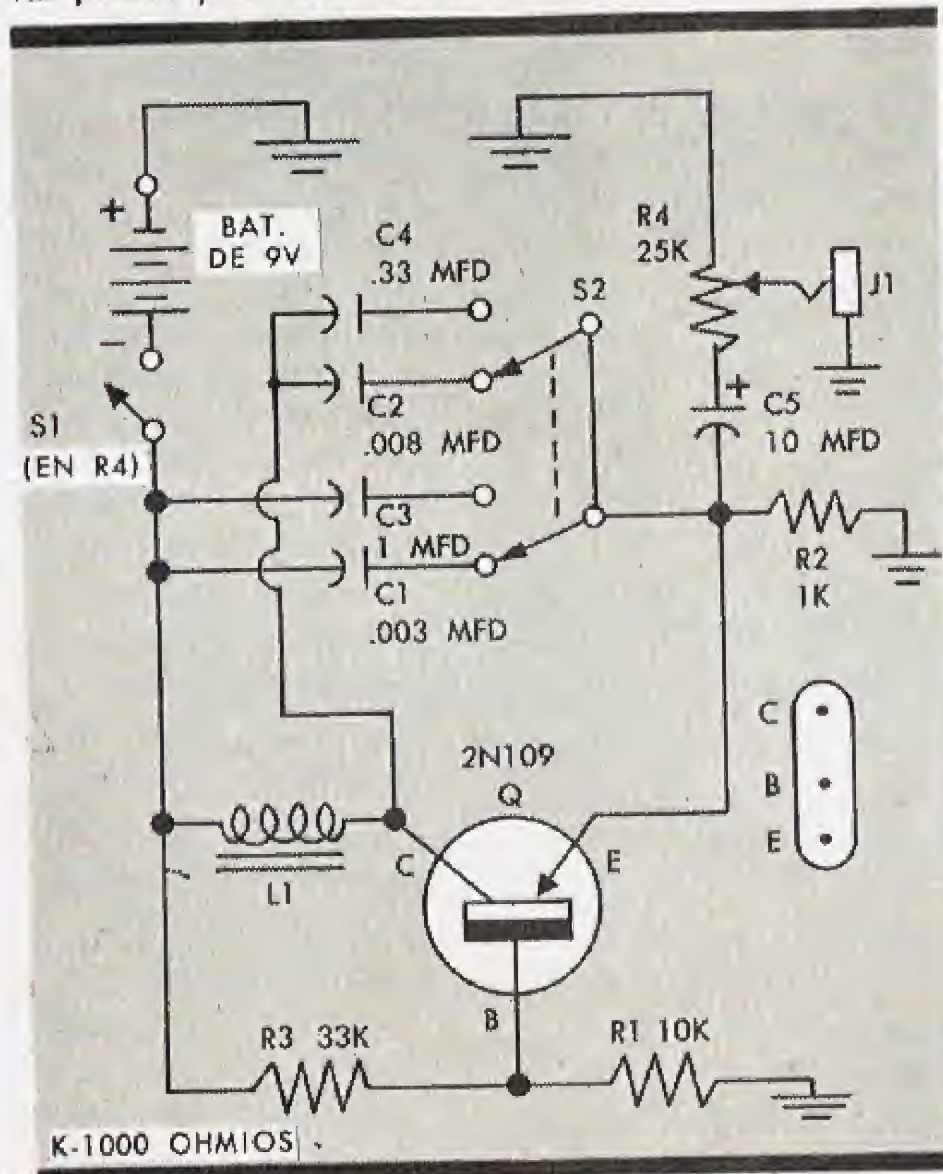 +
BAT.
DE 9V
−
S1
(EN R4)
C4
.33 MFD
S2
C2
.008 MFD
C3
1 MFD
C1
.003 MFD
R4
25K
J1
+
C5
10 MFD
R2
1K
C
B
E
2N109
Q
C
E
B
L1
R3 33K
R1 10K
K-1000 OHMIOS